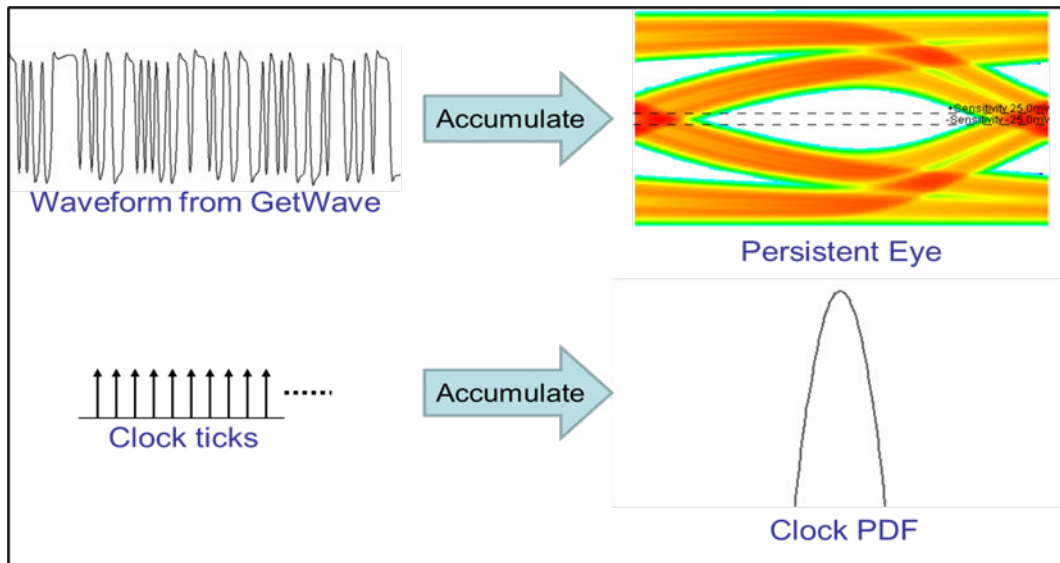 Accumulate
+Sensitivity 25.0mV
-Sensitivity -25.0mV
Waveform from GetWave
Persistent Eye
Accumulate
Clock ticks
Clock PDF